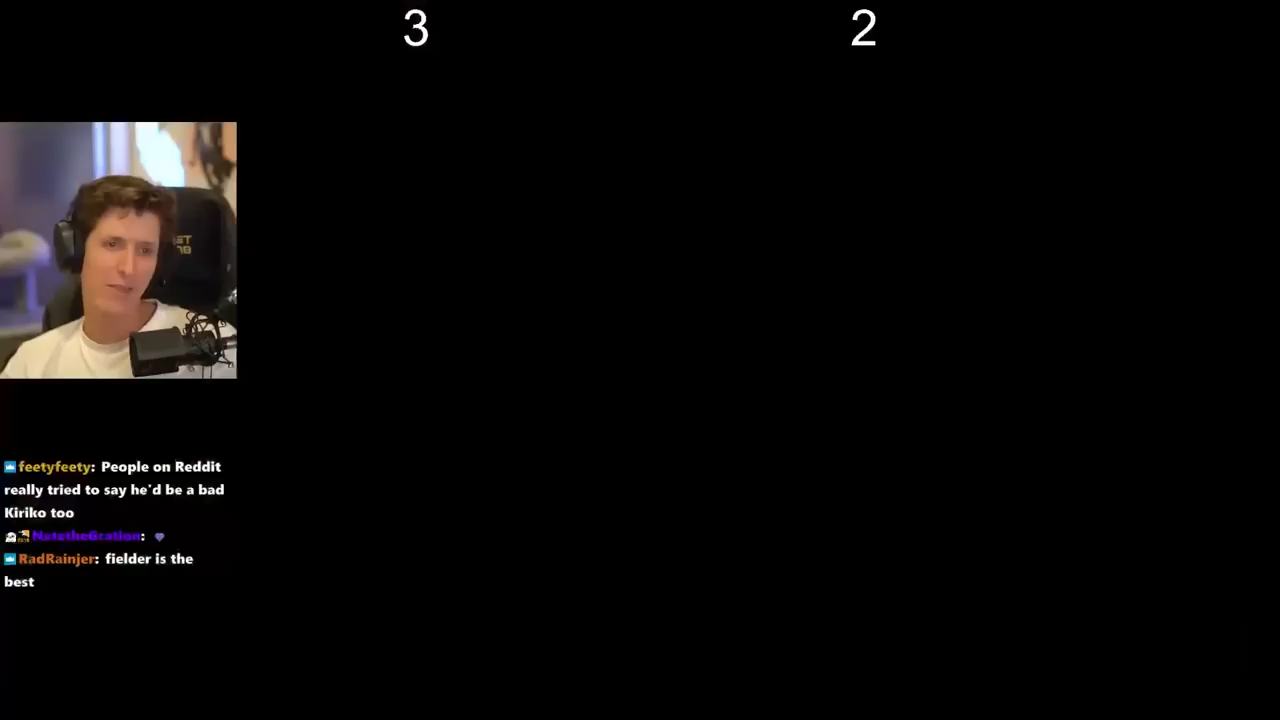 3
2
feetyfeety: People on Reddit
really tried to say he'd be a bad
Kiriko too
NatetheGration:
RadRainjer: fielder is the
best